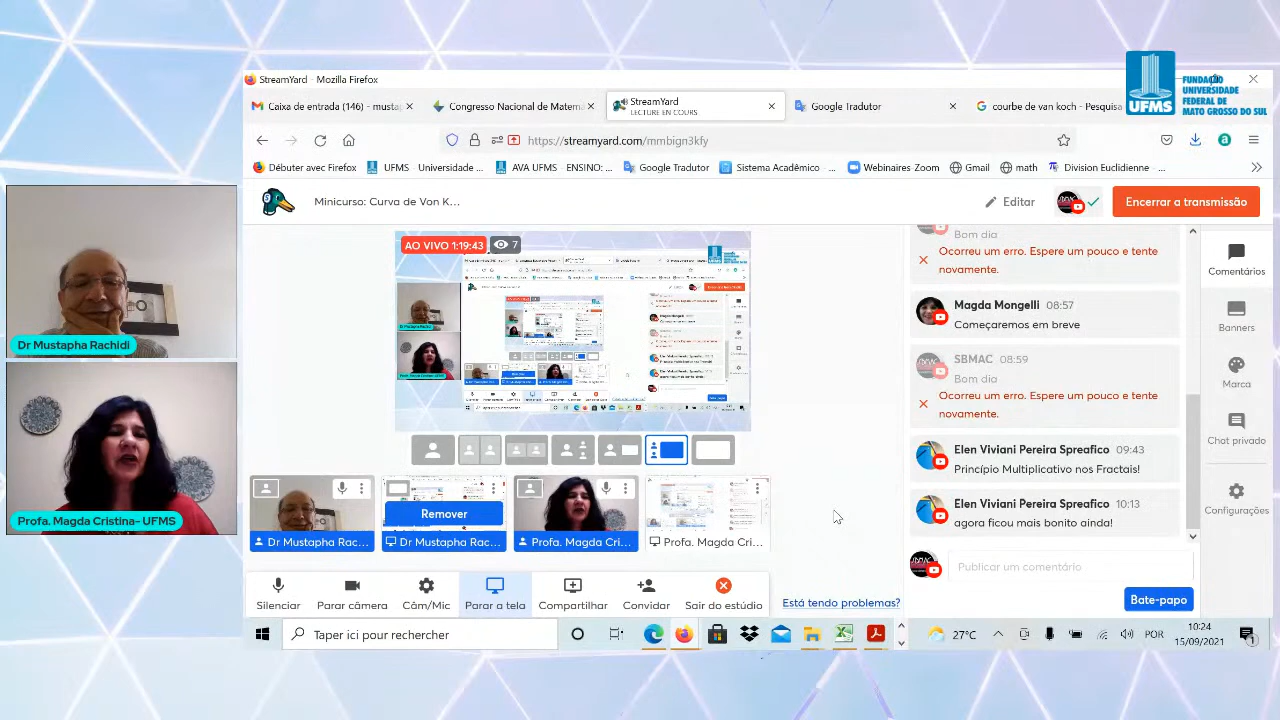 StreamYard - Mozilla Firefox
UFMS
FUNDAÇÃO
UNIVERSIDADE
FEDERAL DE
MATO GROSSO DO SUL
Caixa de entrada (146) - musta
Congresso Nacional de Matema
StreamYard
LECTURE EN COURS
Google Tradutor
courbe de van koch - Pesquisa
https://streamyard.com/mmbign3kfy
Débuter avec Firefox
UFMS
Universidade ...
AVA UFMS - ENSINO: ...
Google Tradutor
Sistema Acadêmico - ...
Webinaires Zoom
Gmail
math
Division Euclidienne - ...
Minicurso: Curva de Von K...
Editar
Encerrar a transmissão
AO VIVO 1:19:43
7
Bom dia
Ocorreu um erro. Espere um pouco e tente
novamente.
Magda Mongelli 08:57
Começaremos em breve
SBMAC 08:59
Bom dia
Ocorreu um erro. Espere um pouco e tente
novamente.
Elen Viviani Pereira Spreafico 09:43
Princípio Multiplicativo nos Fractais!
Elen Viviani Pereira Spreafico 10:13
agora ficou mais bonito ainda!
Publicar um comentário
Bate-papo
Comentários
Banners
Marca
Chat privado
Configurações
Dr Mustapha Rachidi
Profa. Magda Cristina- UFMS
Remover
Dr Mustapha Rac...
Dr Mustapha Rac...
Profa. Magda Cri...
Profa. Magda Cri...
Silenciar
Parar câmera
Câm/Mic
Parar a tela
Compartilhar
Convidar
Sair do estúdio
Está tendo problemas?
Taper ici pour rechercher
27°C
POR
10:24
15/09/2021
1